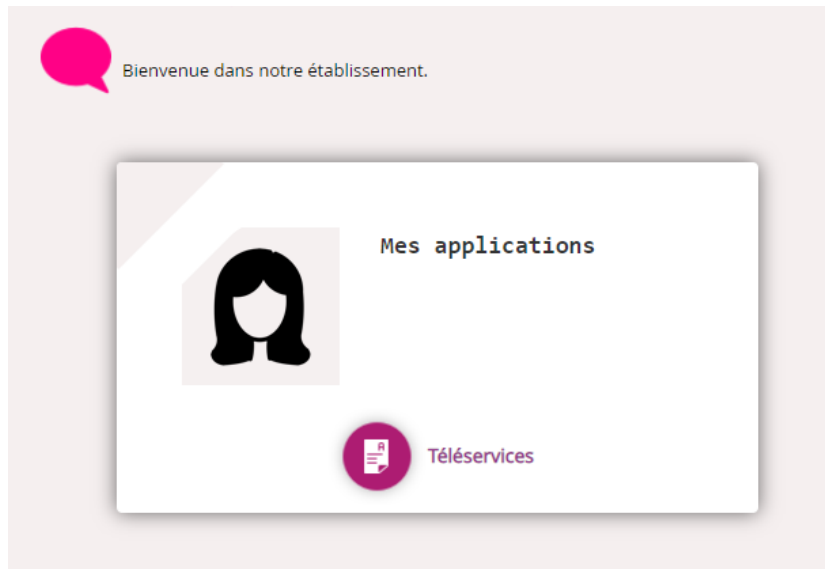 Bienvenue dans notre établissement.
Mes applications
A
Téléservices